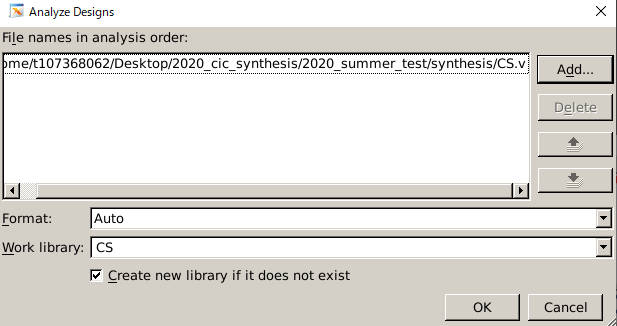 Analyze Designs
File names in analysis order:
ome/t107368062/Desktop/2020_cic_synthesis/2020_summer_test/synthesis/CS.v
Add...
Delete
Format:
Auto
Work library:
CS
Create new library if it does not exist
OK
Cancel